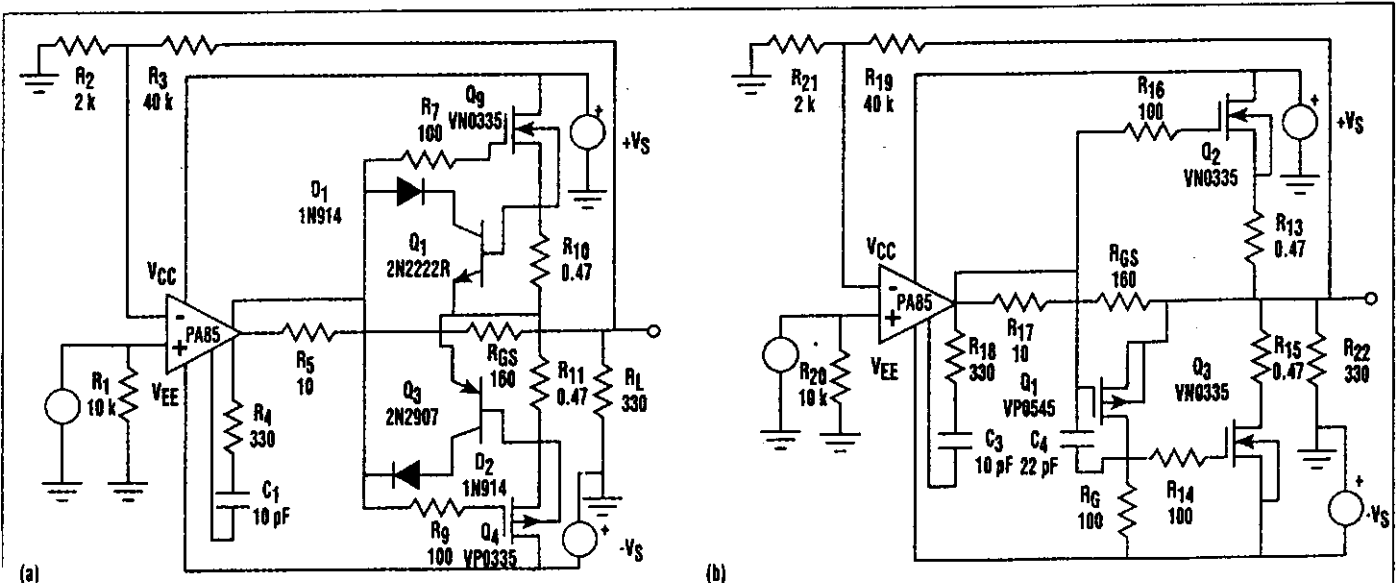 R2
2 k
R3
40 k
R7
100
Q9
VN0335
+VS
D1
1N914
Q1
2N2222R
R10
0.47
VCC
-
PA85
+
VEE
R5
10
RGS
160
R1
10 k
R4
330
Q3
2N2907
R11
0.47
RL
330
D2
1N914
C1
10 pF
R9
100
Q4
VP0335
+
-VS
(a)
R21
2 k
R19
40 k
R16
100
Q2
VN0335
+
+VS
R13
0.47
VCC
-
PA85
+
VEE
RGS
160
R17
10
R20
10 k
R18
330
Q1
VP0545
Q3
VN0335
R15
0.47
R22
330
C3
10 pF
C4
22 pF
R14
100
RG
100
+
-VS
(b)